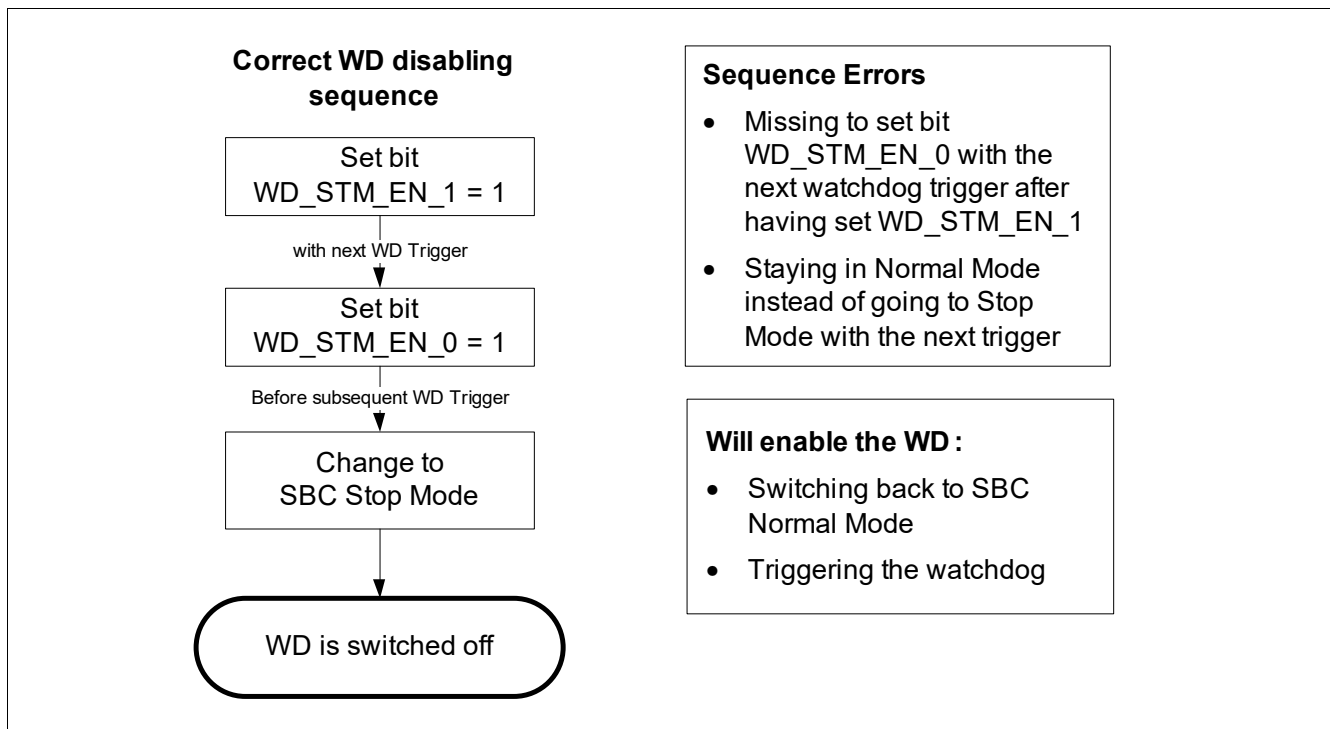 Correct WD disabling
sequence
Set bit
WD_STM_EN_1 = 1
with next WD Trigger
Set bit
WD_STM_EN_0 = 1
Before subsequent WD Trigger
Change to
SBC Stop Mode
WD is switched off
Sequence Errors
• Missing to set bit
WD_STM_EN_0 with the
next watchdog trigger after
having set WD_STM_EN_1
• Staying in Normal Mode
instead of going to Stop
Mode with the next trigger
Will enable the WD :
• Switching back to SBC
Normal Mode
• Triggering the watchdog